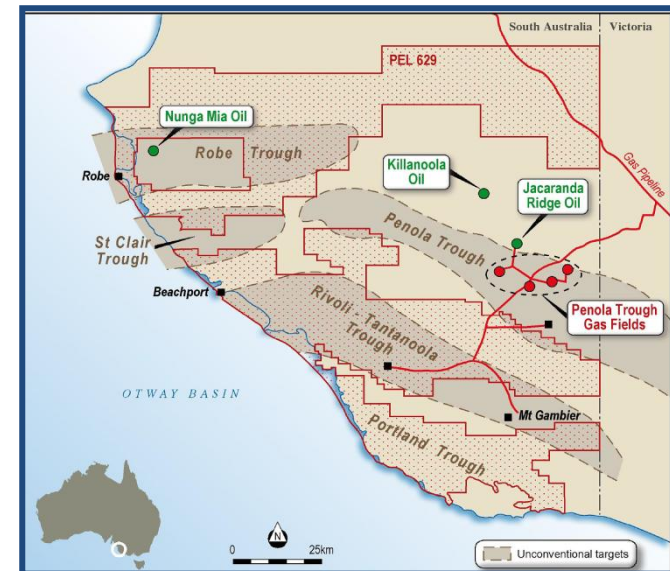 South Australia
Victoria
PEL 629
Nunga Mia Oil
Robe Trough
Robe
Killanoola
Oil
Jacaranda
Ridge Oil
Gas Pipeline
St Clair
Trough
Penola Trough
Beachport
Rivoli - Tantanoola
Trough
Penola Trough
Gas Fields
OTWAY BASIN
Mt Gambier
Portland Trough
N
0
25km
Unconventional targets